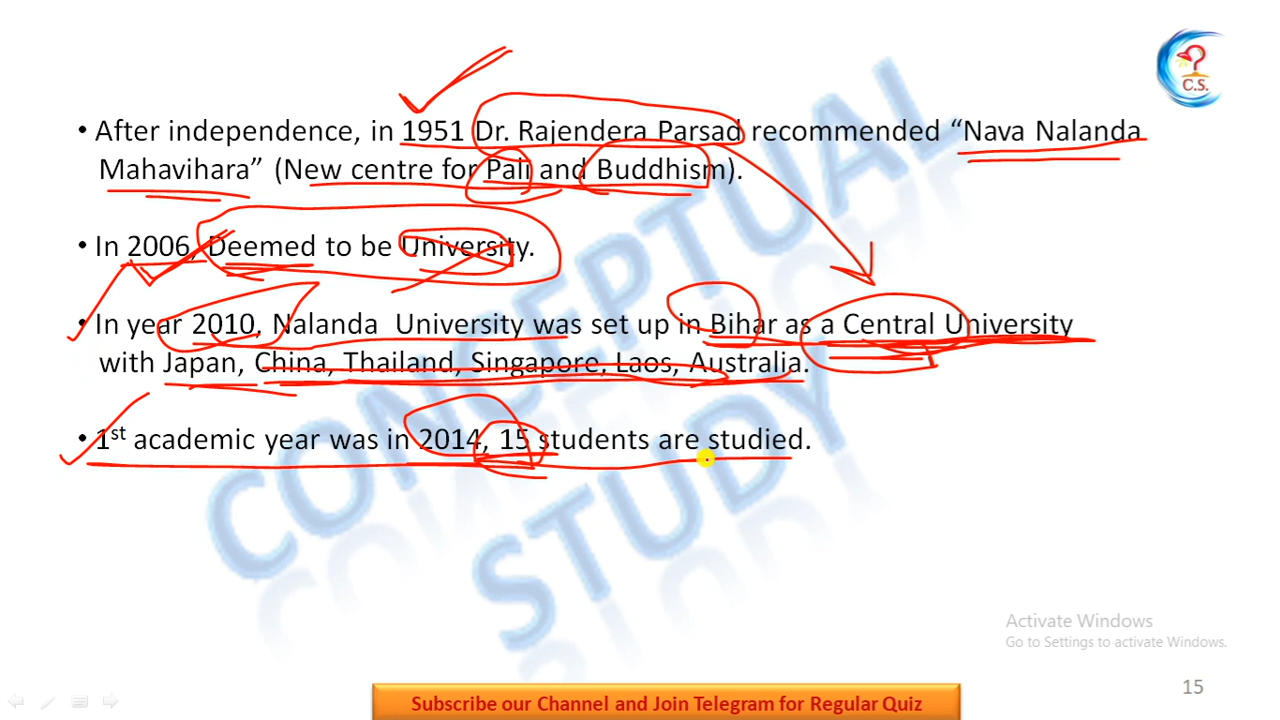 C.S.
• After independence, in 1951 Dr. Rajendera Parsad recommended “Nava Nalanda
Mahavihara” (New centre for Pali and Buddhism).
• In 2006, Deemed to be University.
• In year 2010, Nalanda University was set up in Bihar as a Central University
with Japan, China, Thailand, Singapore, Laos, Australia.
• 1st academic year was in 2014, 15 students are studied.
CONCEPTUAL
STUDY
Activate Windows
Go to Settings to activate Windows.
15
Subscribe our Channel and Join Telegram for Regular Quiz